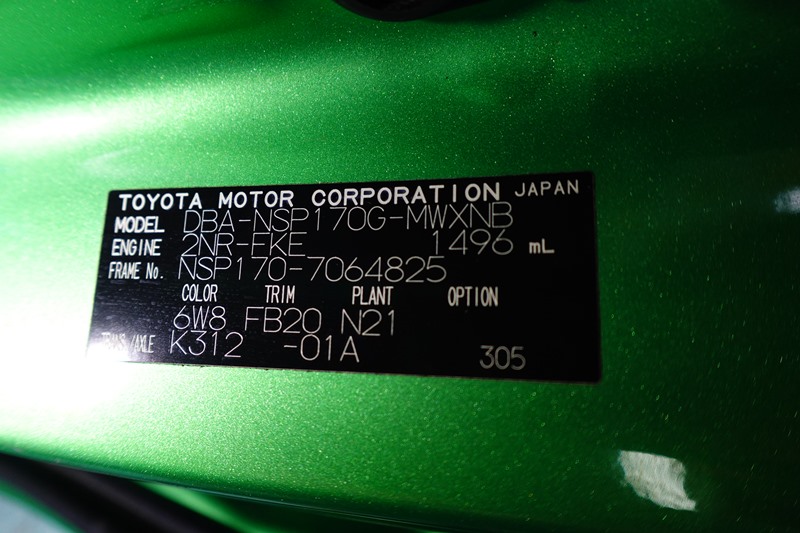 TOYOTA MOTOR CORPORATION JAPAN
MODEL DBA-NSP170G-MWXNB
ENGINE 2NR-FKE 1496 mL
FRAME No. NSP170-7064825
COLOR TRIM PLANT OPTION
6W8 FB20 N21
TRANS/AXLE K312 -01A
305